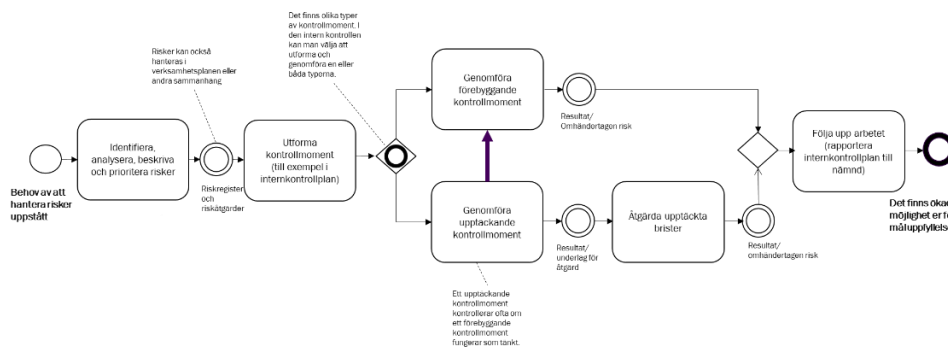 Det finns olika typer
av kontrollmoment. I
den intern kontrollen
kan man välja att
utforma och
genomföra en eller
båda typerna.
Risker kan också
hanteras i
verksamhetsplanen eller
andra sammanhang
Behov av att
hantera risker
uppstått
Identifiera,
analysera, beskriva
och prioritera risker
Riskregister
och
riskåtgärder
Utforma
kontrollmoment
(till exempel i
internkontrollplan)
Genomföra
förebyggande
kontrollmoment
Resultat/
Omhändertagen risk
Genomföra
upptäckande
kontrollmoment
Resultat/
underlag för
åtgärd
Åtgärda upptäckta
brister
Resultat/
omhändertagen risk
Följa upp arbetet
(rapportera
internkontrollplan till
nämnd)
Det finns ökad
möjlighet er fö
måluppfyllelse
Ett upptäckande
kontrollmoment
kontrollerar ofta om
ett förebyggande
kontrollmoment
fungerar som tänkt.